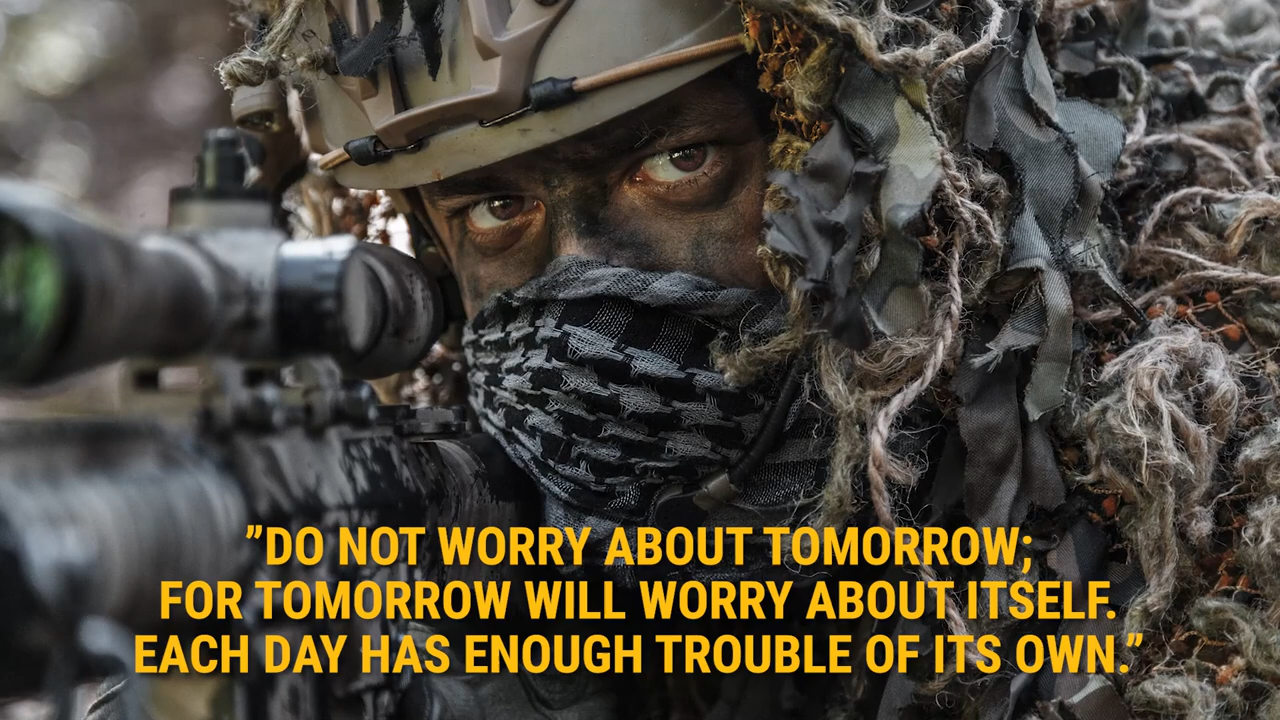 ”DO NOT WORRY ABOUT TOMORROW;
FOR TOMORROW WILL WORRY ABOUT ITSELF.
EACH DAY HAS ENOUGH TROUBLE OF ITS OWN.”